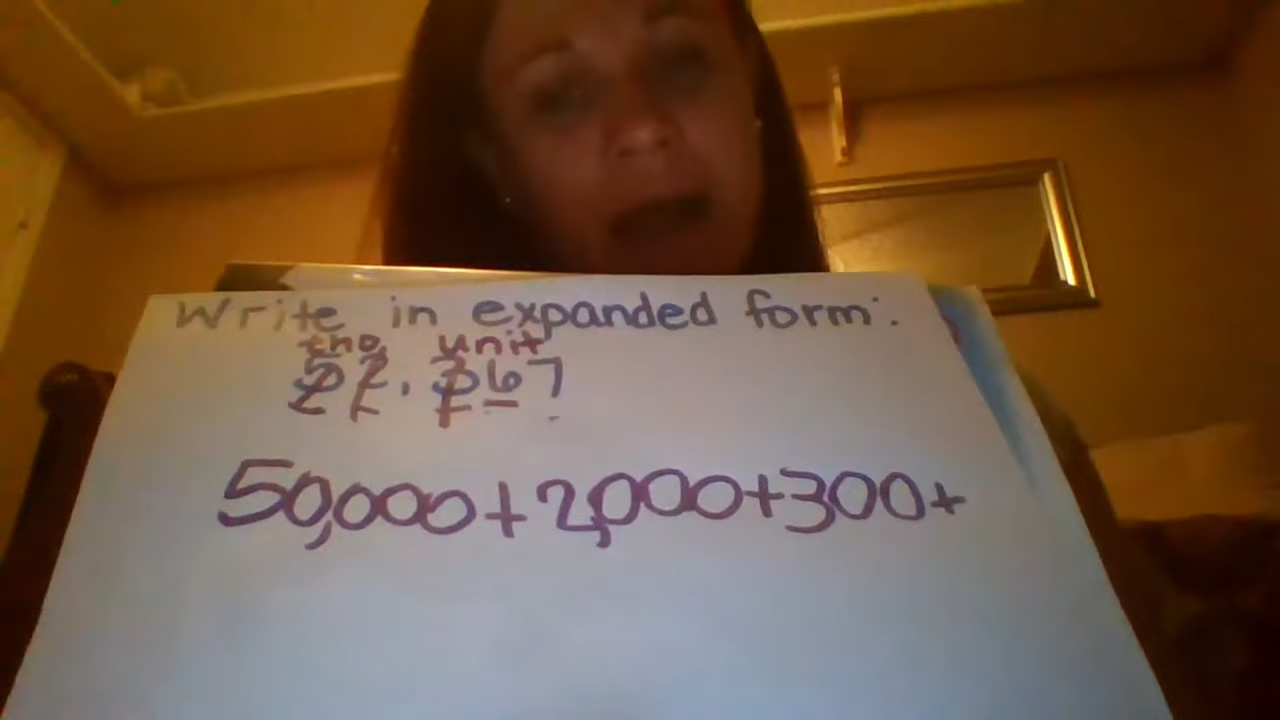 Write in expanded form:
tho unit
52,367
50,000+2,000+300+